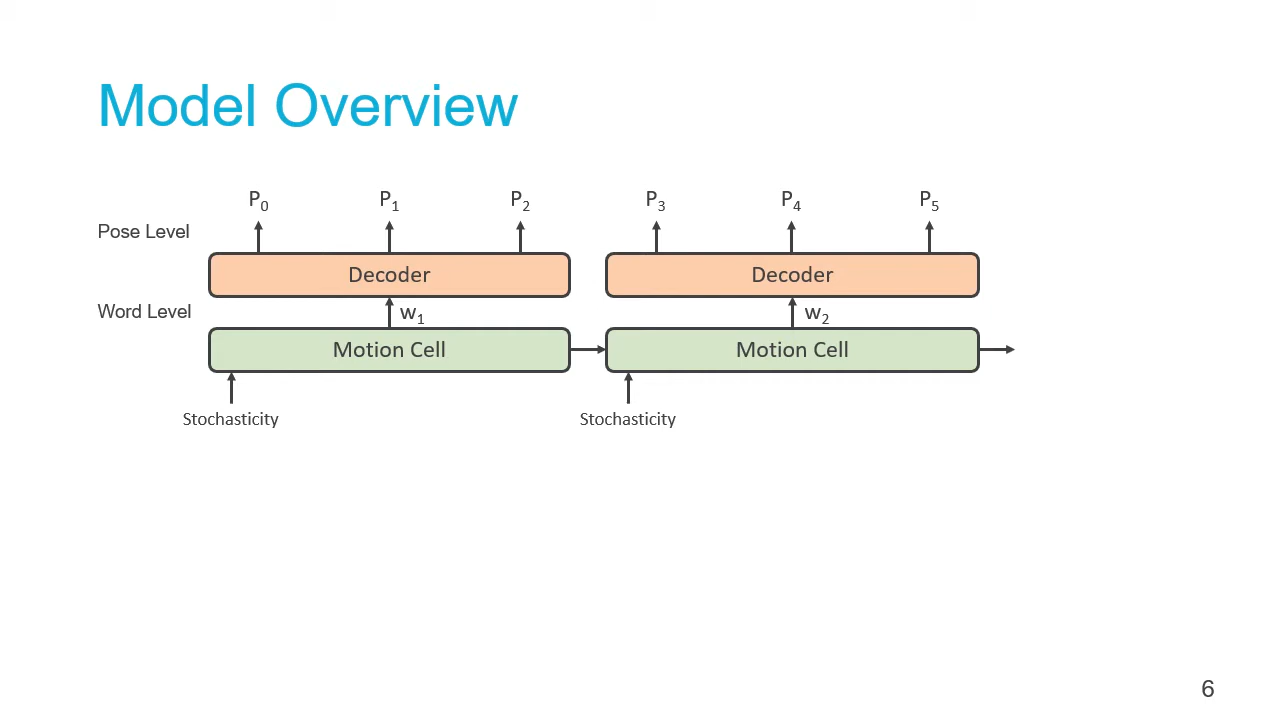 Model Overview
P0 P1 P2 P3 P4 P5
Pose Level
Decoder Decoder
Word Level w1 w2
Motion Cell Motion Cell
Stochasticity Stochasticity
6